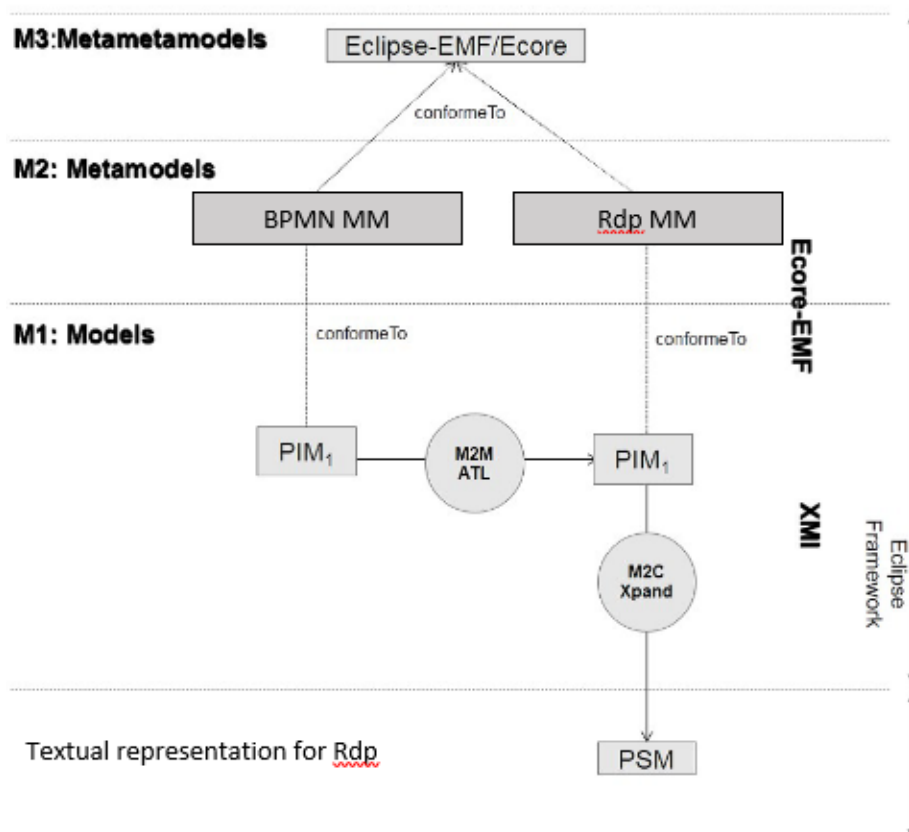 M3:Metametamodels
Eclipse-EMF/Ecore
conformeTo
M2: Metamodels
BPMN MM
Rdp MM
Ecore-EMF
M1: Models
conformeTo
conformeTo
PIM₁
M2M
ATL
PIM₁
XMI
Eclipse
Framework
M2C
Xpand
Textual representation for Rdp
PSM